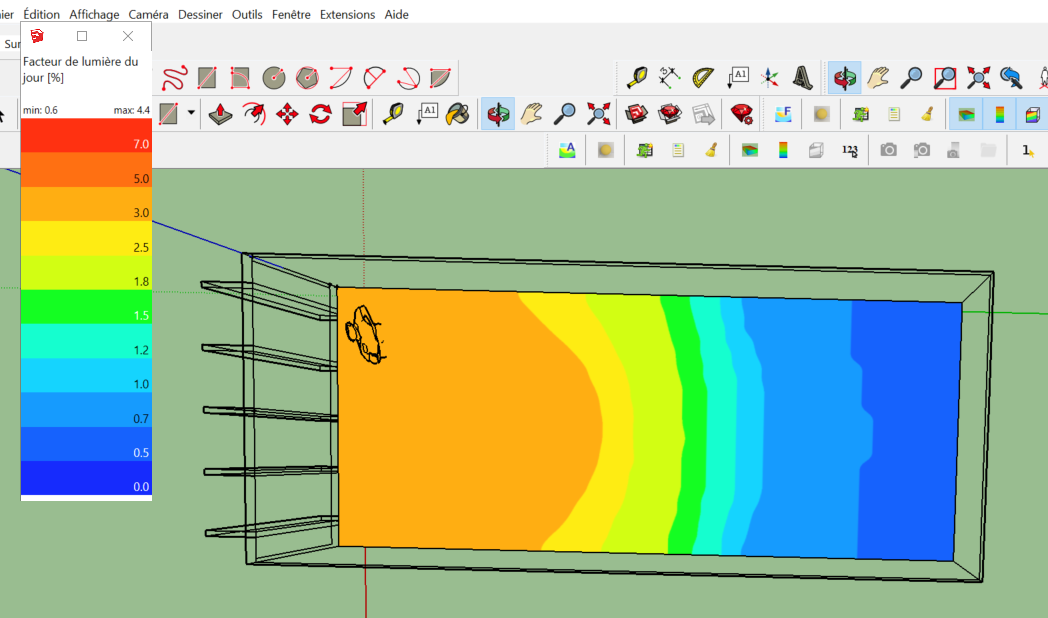 ier Édition Affichage Caméra Dessiner Outils Fenêtre Extensions Aide
Sur
Facteur de lumière du
jour [%]
min: 0.6 max: 4.4
7.0
5.0
3.0
2.5
1.8
1.5
1.2
1.0
0.7
0.5
0.0
A1
A1
F
A
123
1